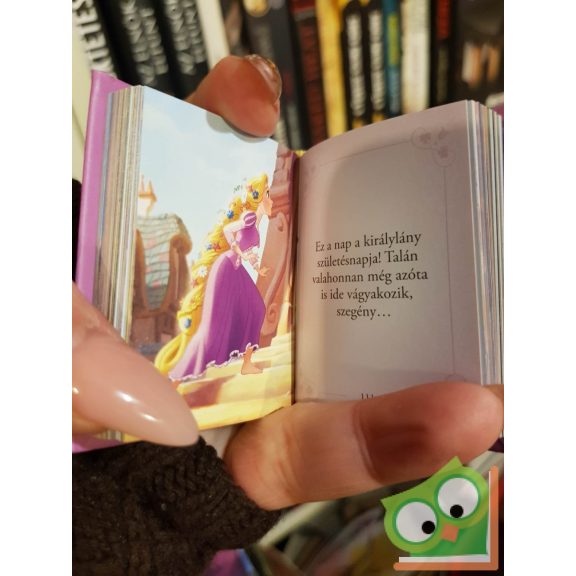 Ez a nap a királylány
születésnapja! Talán
valahonnan még azóta
is ide vágyakozik,
szegény…